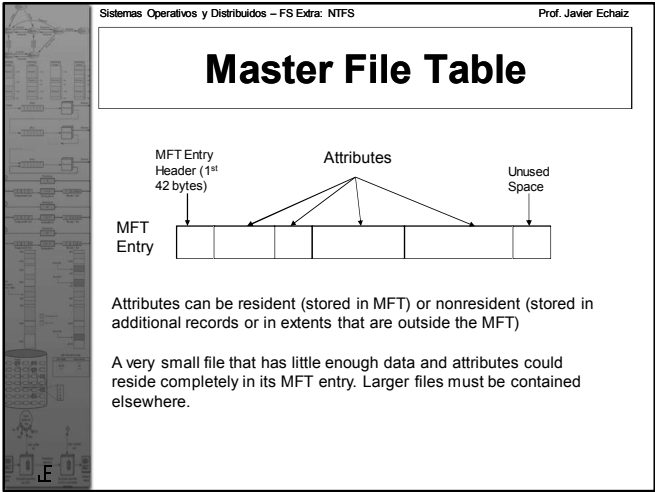 Sistemas Operativos y Distribuidos – FS Extra: NTFS Prof. Javier Echaiz
Master File Table
MFT Entry
Header (1st
42 bytes)
Attributes
Unused
Space
MFT
Entry
Attributes can be resident (stored in MFT) or nonresident (stored in
additional records or in extents that are outside the MFT)
A very small file that has little enough data and attributes could
reside completely in its MFT entry. Larger files must be contained
elsewhere.
JE